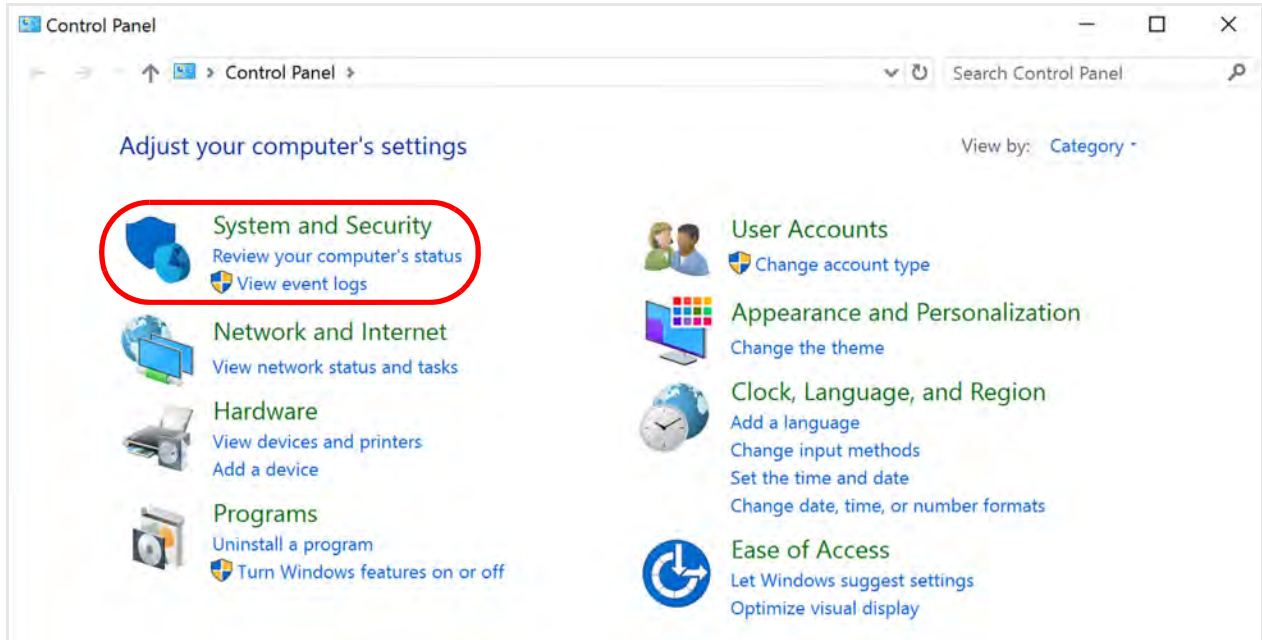 Control Panel
Control Panel
Search Control Panel
Adjust your computer's settings
View by: Category
System and Security
Review your computer's status
View event logs
Network and Internet
View network status and tasks
Hardware
View devices and printers
Add a device
Programs
Uninstall a program
Turn Windows features on or off
User Accounts
Change account type
Appearance and Personalization
Change the theme
Clock, Language, and Region
Add a language
Change input methods
Set the time and date
Change date, time, or number formats
Ease of Access
Let Windows suggest settings
Optimize visual display